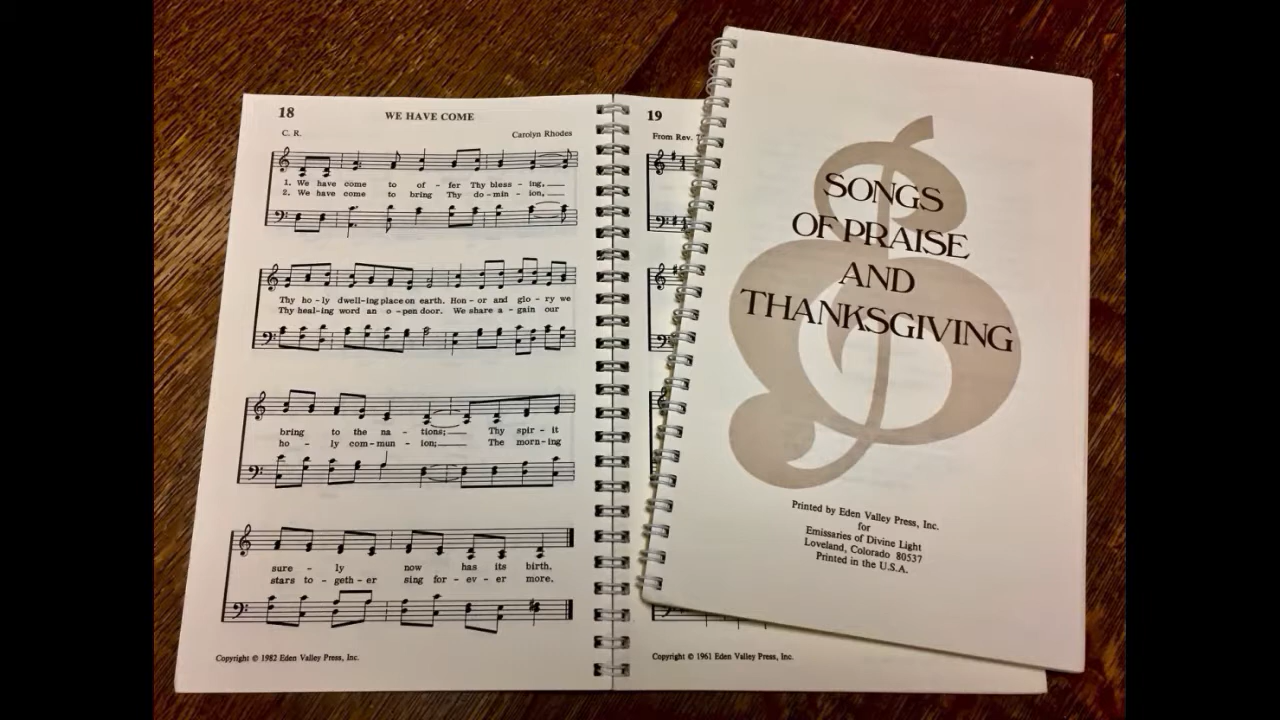 18
WE HAVE COME
C. R.
Carolyn Rhodes
1. We have come to of - fer Thy bless - ing,
2. We have come to bring Thy do - min - ion,
Thy ho - ly dwell-ing place on earth. Hon - or and glo - ry we
Thy heal-ing word an o - pen door. We share a - gain our
bring to the na - tions; Thy spir - it
ho - ly com-mun - ion; The morn-ing
sure - ly now has its birth.
stars to - geth - er sing for - ev - er more.
Copyright © 1982 Eden Valley Press, Inc.
19
From Rev.
Copyright © 1961 Eden Valley Press, Inc.
SONGS
OF PRAISE
AND
THANKSGIVING
Printed by Eden Valley Press, Inc.
for
Emissaries of Divine Light
Loveland, Colorado 80537
Printed in the U.S.A.